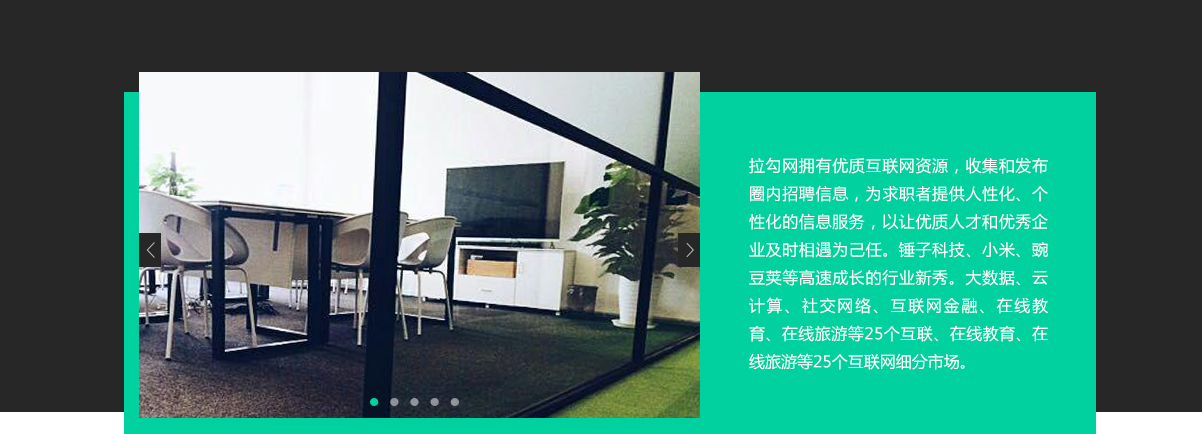 拉勾网拥有优质互联网资源，收集和发布
圈内招聘信息，为求职者提供人性化、个
性化的信息服务，以让优质人才和优秀企
业及时相遇为己任。锤子科技、小米、豌
豆荚等高速成长的行业新秀。大数据、云
计算、社交网络、互联网金融、在线教
育、在线旅游等25个互联、在线教育、在
线旅游等25个互联网细分市场。